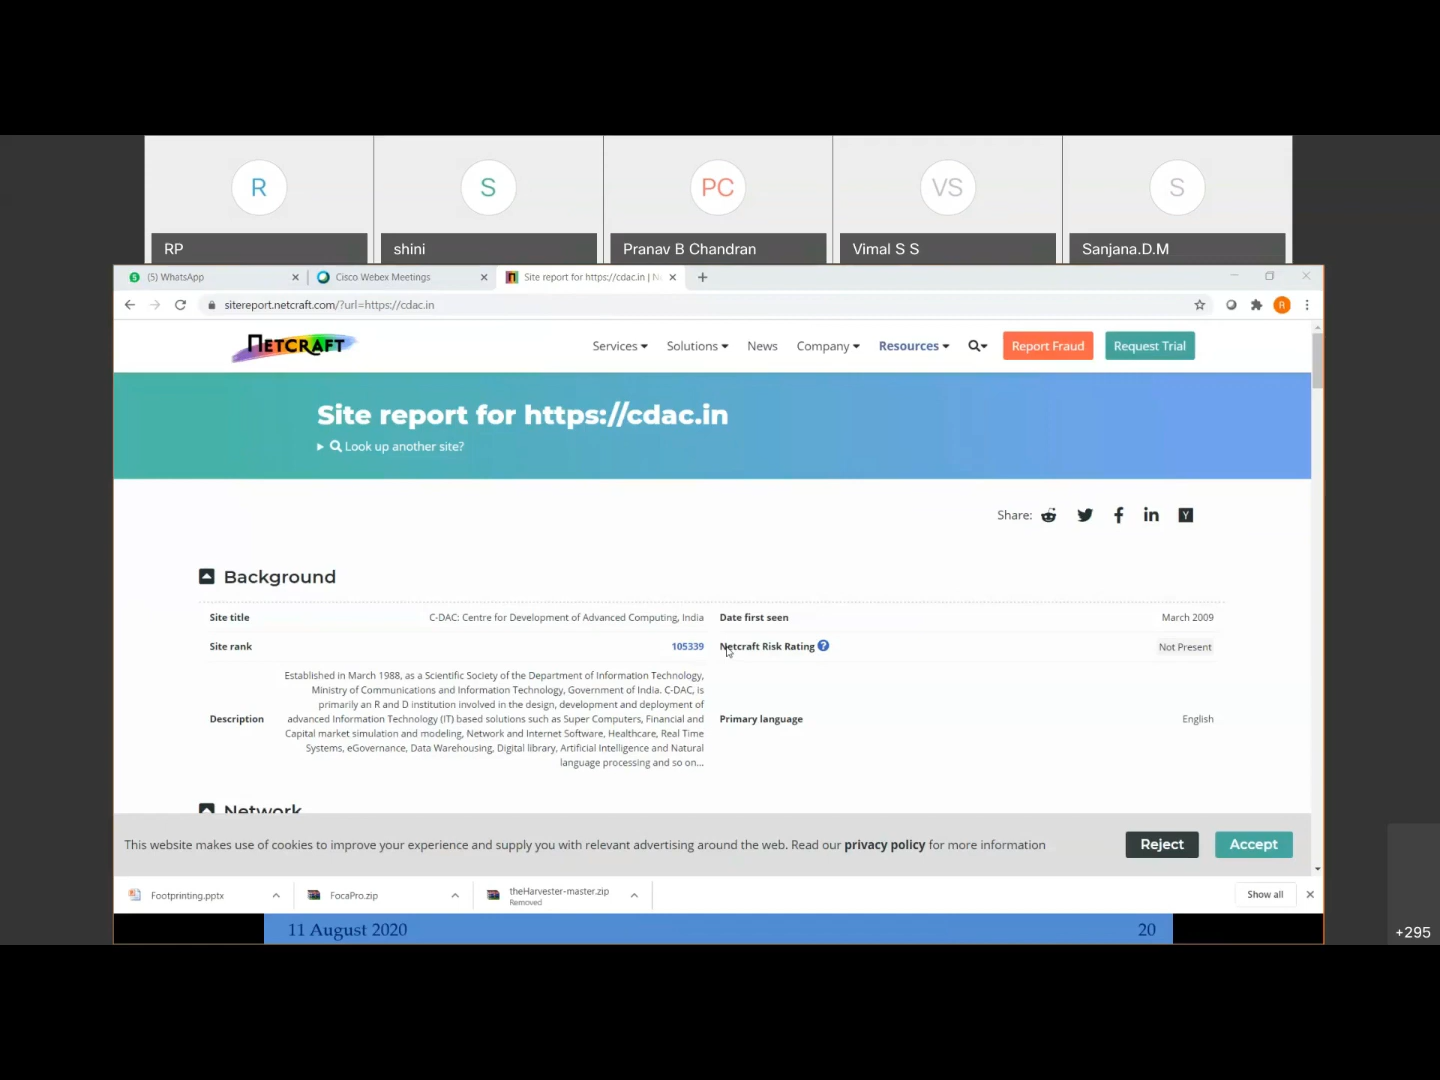 R
S
PC
VS
S
RP
shini
Pranav B Chandran
Vimal S S
Sanjana.D.M
(5) WhatsApp
Cisco Webex Meetings
Site report for https://cdac.in | N
sitereport.netcraft.com/?url=https://cdac.in
R
NETCRAFT
Services
Solutions
News
Company
Resources
Report Fraud
Request Trial
Site report for https://cdac.in
Look up another site?
Share:
Background
Site title C-DAC: Centre for Development of Advanced Computing, India
Date first seen March 2009
Site rank 105339
Netcraft Risk Rating ? Not Present
Description
Established in March 1988, as a Scientific Society of the Department of Information Technology,
Ministry of Communications and Information Technology, Government of India. C-DAC, is
primarily an R and D institution involved in the design, development and deployment of
advanced Information Technology (IT) based solutions such as Super Computers, Financial and
Capital market simulation and modeling, Network and Internet Software, Healthcare, Real Time
Systems, eGovernance, Data Warehousing, Digital library, Artificial Intelligence and Natural
language processing and so on...
Primary language English
Network
This website makes use of cookies to improve your experience and supply you with relevant advertising around the web. Read our privacy policy for more information
Reject
Accept
Footprinting.pptx
FocaPro.zip
theHarvester-master.zip
Removed
Show all
11 August 2020
20
+295